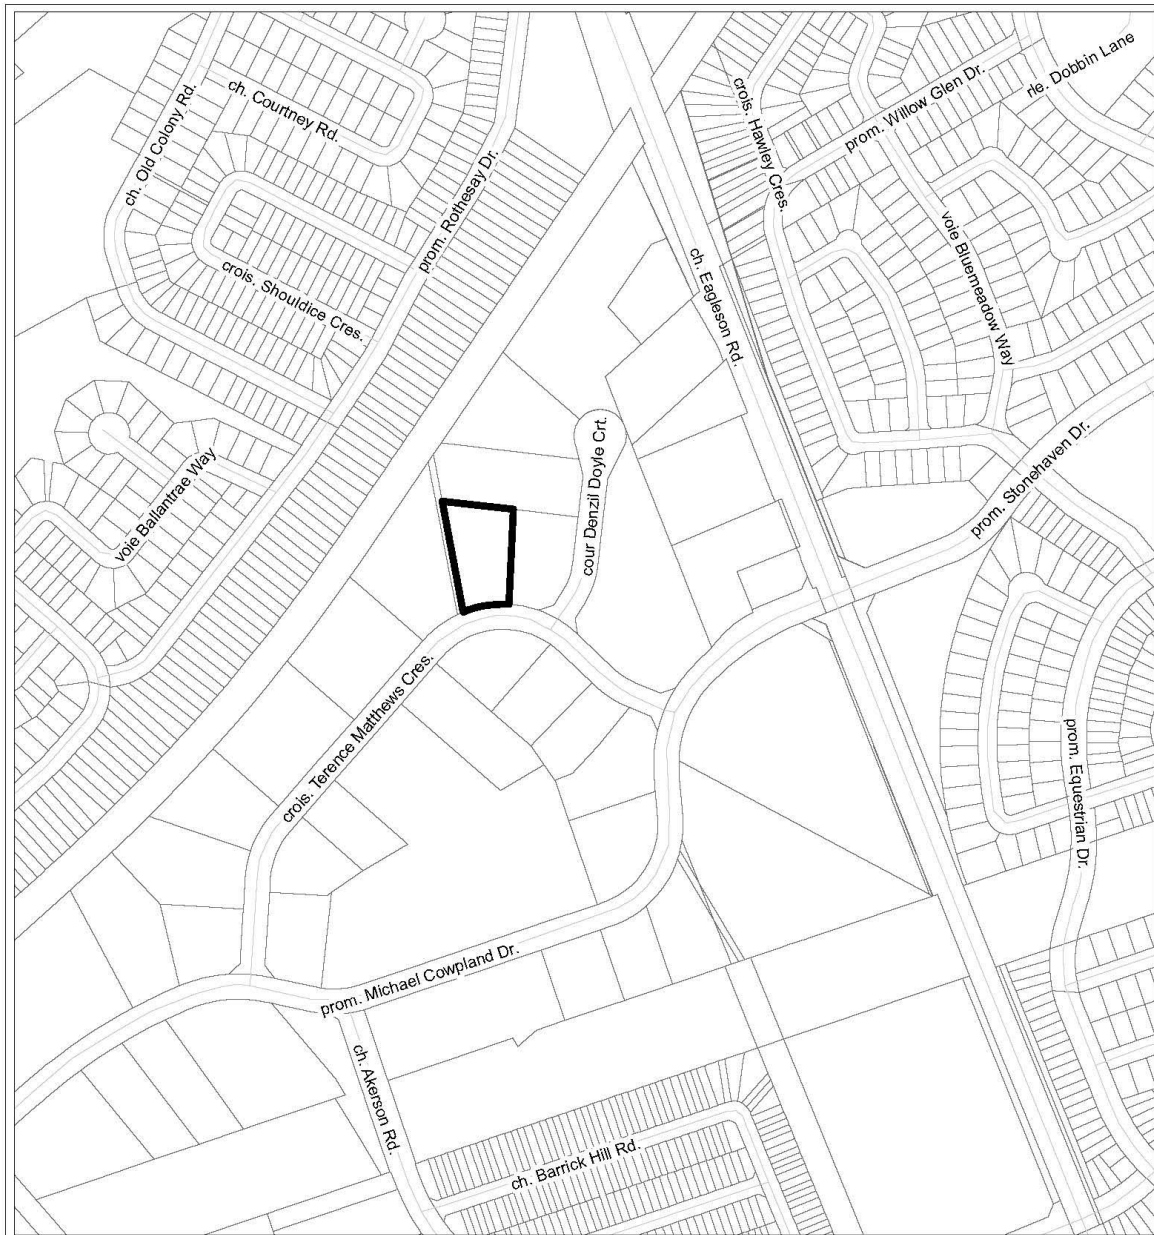 ch. Courtney Rd.
ch. Old Colony Rd.
crois. Hawley Cres.
prom. Willow Glen Dr.
rle. Dobbin Lane
prom. Rothesay Dr.
crois. Shouldice Cres.
ch. Eagleson Rd.
voie Bluemeadow Way
voie Ballantrae Way
cour Denzil Doyle Crt.
prom. Stonehaven Dr.
crois. Terence Matthews Cres.
prom. Equestrian Dr.
prom. Michael Cowpland Dr.
ch. Akerson Rd.
ch. Barrick Hill Rd.